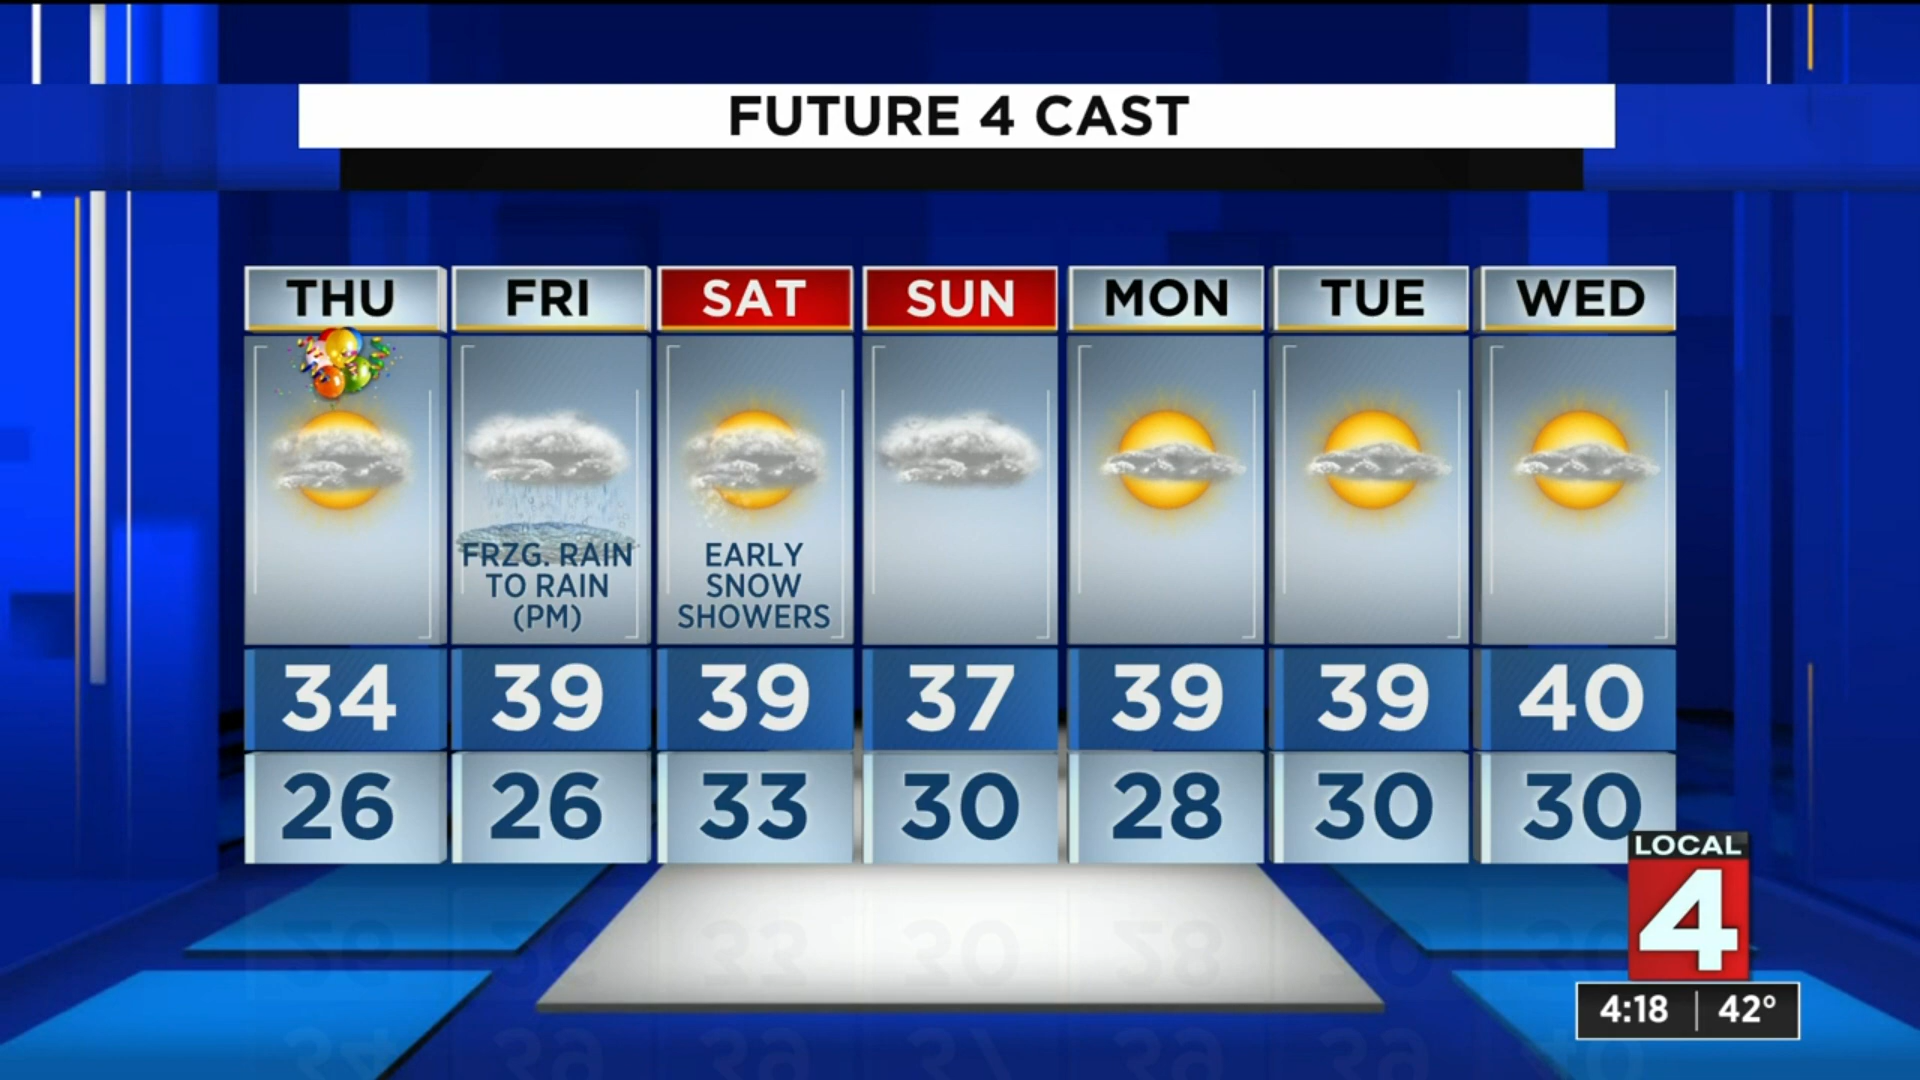 FUTURE 4 CAST
THU FRI SAT SUN MON TUE WED
FRZG. RAIN
TO RAIN
(PM)
EARLY
SNOW
SHOWERS
34 39 39 37 39 39 40
26 26 33 30 28 30 30
LOCAL
4
4:18 42°